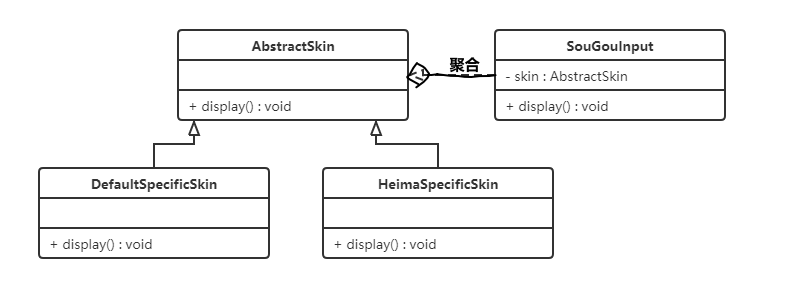 AbstractSkin
+ display() : void
聚合
SouGouInput
- skin : AbstractSkin
+ display() : void
DefaultSpecificSkin
+ display() : void
HeimaSpecificSkin
+ display() : void